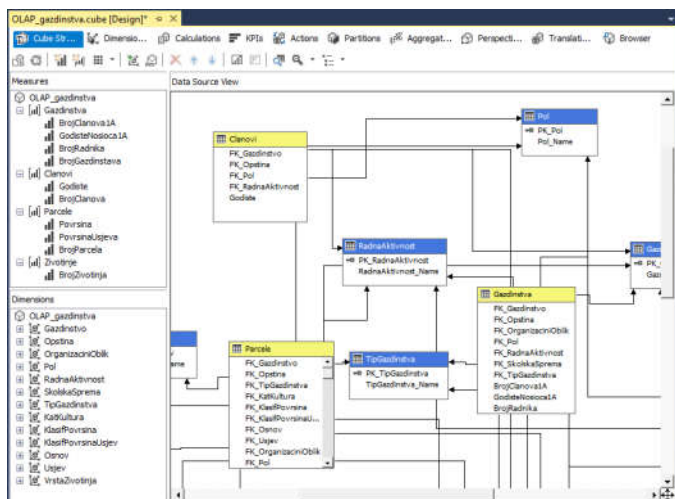 OLAP_gazdinstva.cube [Design]*
Cube Str...
Dimensio...
Calculations
KPIs
Actions
Partitions
Aggregat...
Perspecti...
Translati...
Browser
Measures
OLAP_gazdinstva
Gazdinstva
BrojClanova1A
GodisteNosioca1A
BrojRadnika
BrojGazdinstava
Clanovi
Godiste
BrojClanova
Parcele
Povrsina
PovrsinaUsjeva
BrojParcela
Zivotinje
BrojZivotinja
Dimensions
OLAP_gazdinstva
Gazdinstvo
Opstina
OrganizaciniOblik
Pol
RadnaAktivnost
SkolskaSprema
TipGazdinstva
KatKultura
KlasifPovrsina
KlasifPovrsinaUsjev
Osnov
Usjev
VrstaZivotinja
Data Source View
Clanovi
FK_Gazdinstvo
FK_Opstina
FK_Pol
FK_RadnaAktivnost
Godiste
Pol
PK_Pol
Pol_Name
RadnaAktivnost
PK_RadnaAktivnost
RadnaAktivnost_Name
Gaz
PK_
Gaz
Gazdinstva
FK_Gazdinstvo
FK_Opstina
FK_OrganizaciniOblik
FK_Pol
FK_RadnaAktivnost
FK_SkolskaSprema
FK_TipGazdinstva
BrojClanova1A
GodisteNosioca1A
BrojRadnika
TipGazdinstva
PK_TipGazdinstva
TipGazdinstva_Name
Parcele
FK_Gazdinstvo
FK_Opstina
FK_TipGazdinstva
FK_KatKultura
FK_KlasifPovrsina
FK_KlasifPovrsinaU...
FK_Osnov
FK_Usjev
FK_OrganizaciniOblik
FK_Pol